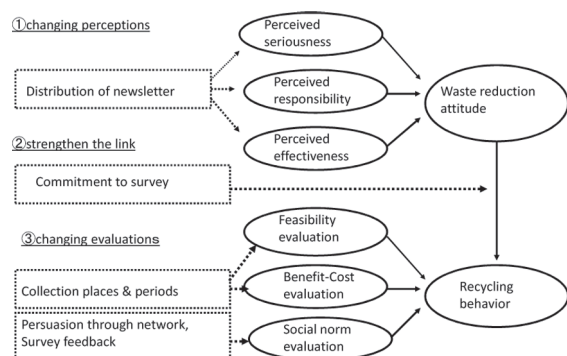 ①changing perceptions
Perceived
seriousness
Distribution of newsletter
Perceived
responsibility
Waste reduction
attitude
Perceived
effectiveness
②strengthen the link
Commitment to survey
Feasibility
evaluation
③changing evaluations
Collection places & periods
Benefit-Cost
evaluation
Recycling
behavior
Persuasion through network,
Survey feedback
Social norm
evaluation